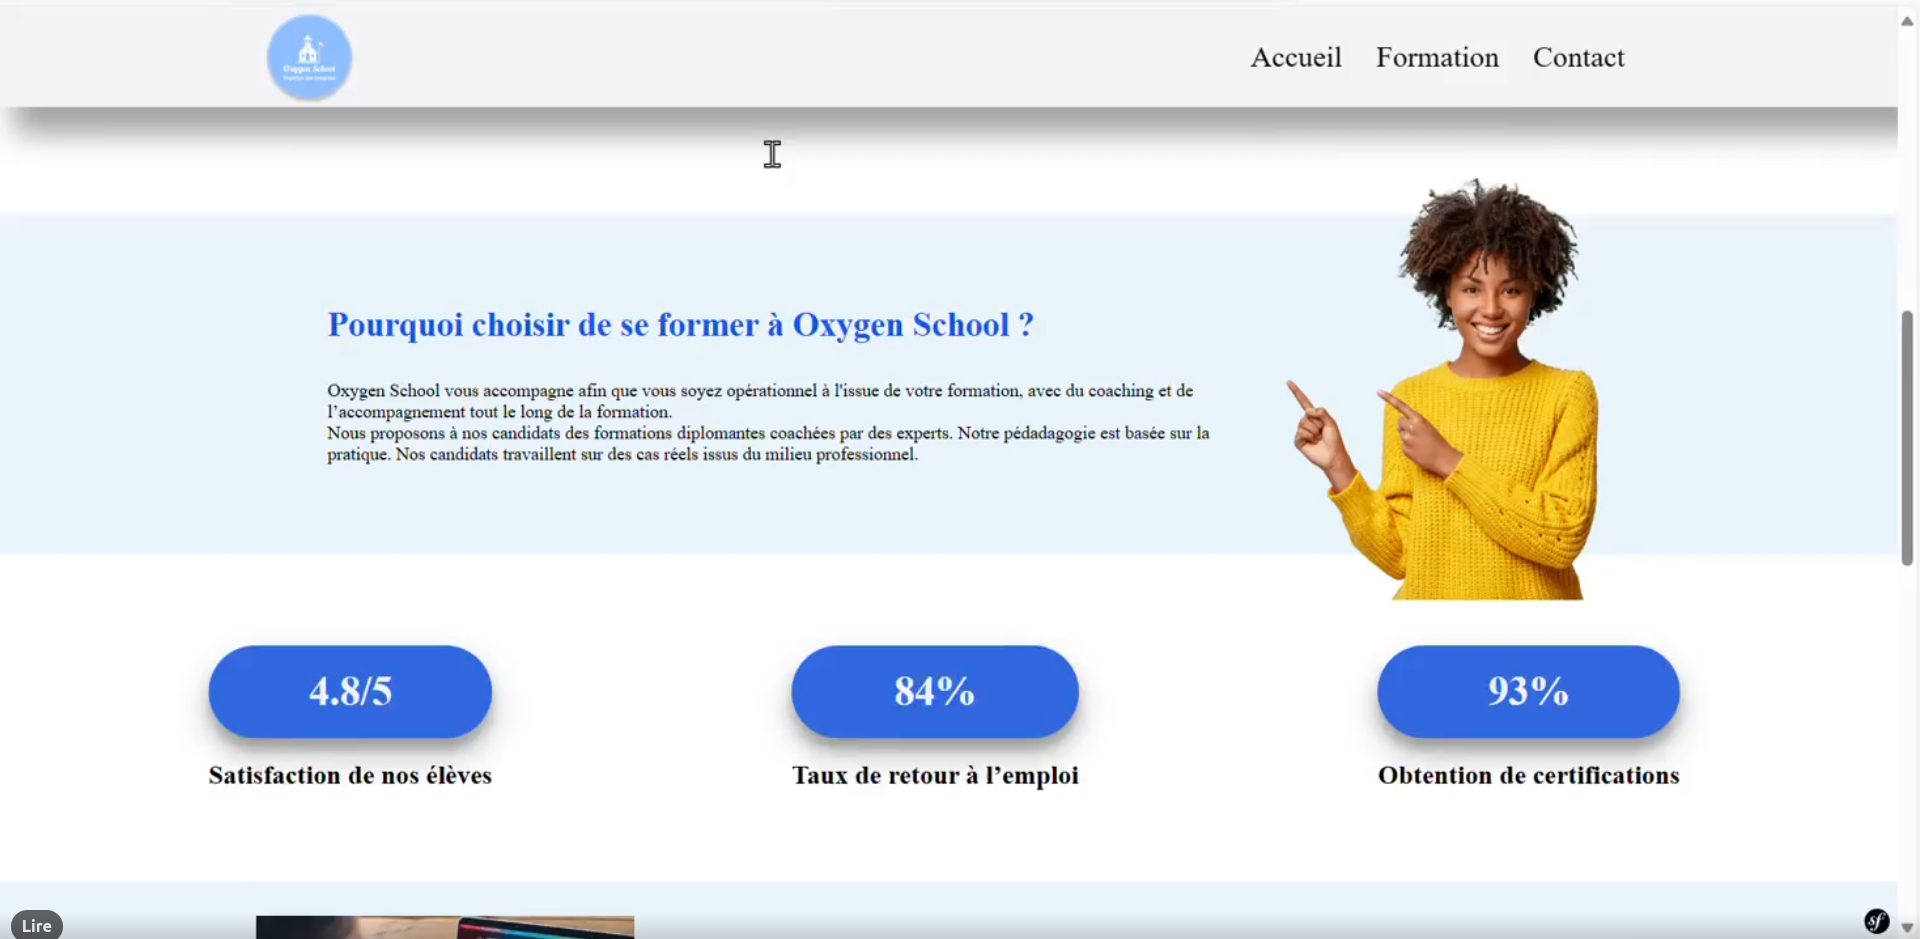 Oxygen School
Accueil Formation Contact
Pourquoi choisir de se former à Oxygen School ?
Oxygen School vous accompagne afin que vous soyez opérationnel à l'issue de votre formation, avec du coaching et de
l’accompagnement tout le long de la formation.
Nous proposons à nos candidats des formations diplomantes coachées par des experts. Notre pédadagogie est basée sur la
pratique. Nos candidats travaillent sur des cas réels issus du milieu professionnel.
4.8/5
Satisfaction de nos élèves
84%
Taux de retour à l’emploi
93%
Obtention de certifications
Lire
sf